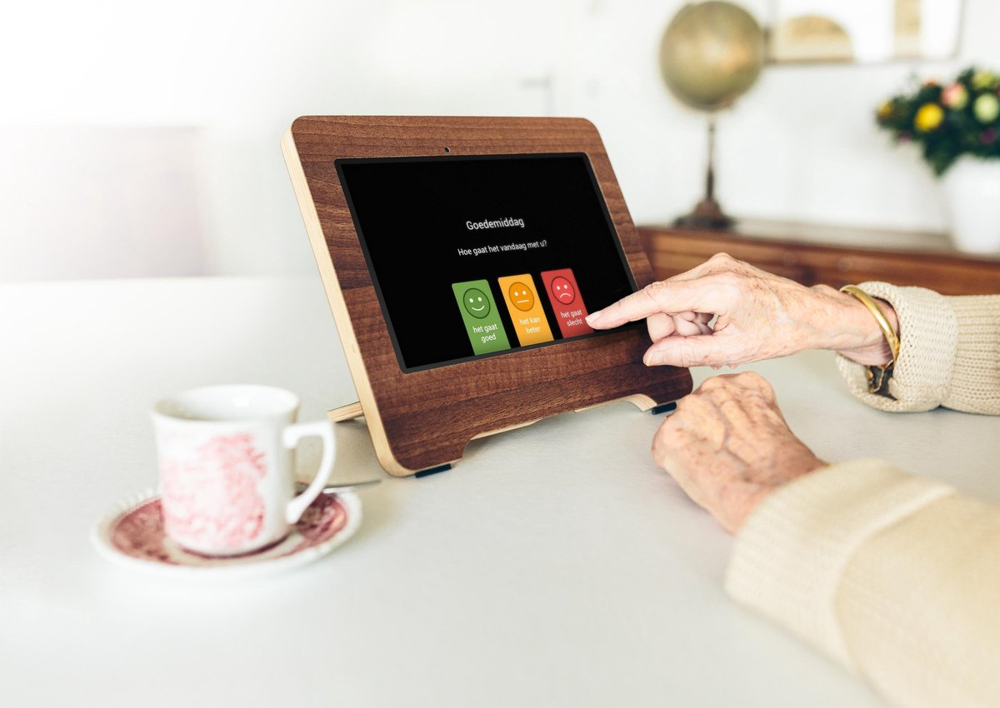 Goedemiddag
Hoe gaat het vandaag met u?
het gaat
goed
het kan
beter
het gaat
slecht